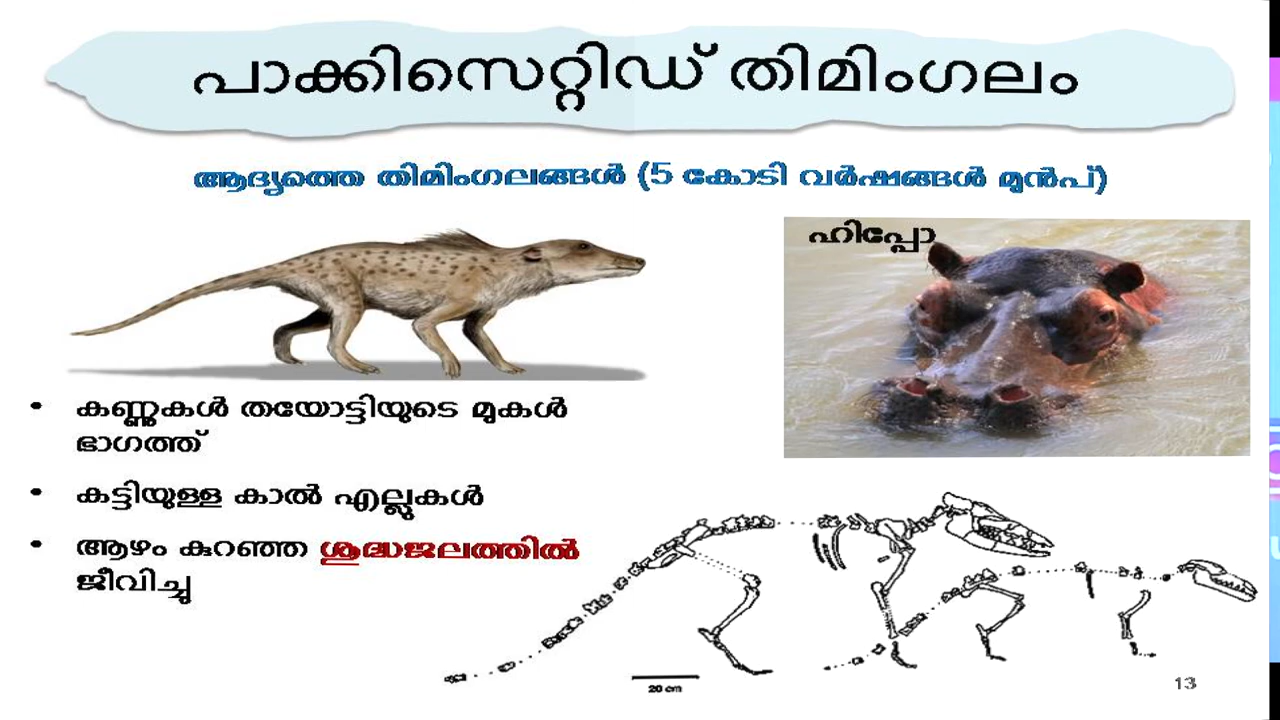 പാക്കിസെറ്റിഡ് തിമിംഗലം
ആദ്യത്തെ തിമിംഗലങ്ങൾ (5 കോടി വർഷങ്ങൾ മുൻപ്)
ഹിപ്പോ
• കണ്ണുകൾ തയോട്ടിയുടെ മുകൾ
ഭാഗത്ത്
• കട്ടിയുള്ള കാൽ എല്ലുകൾ
• ആഴം കുറഞ്ഞ ശുദ്ധജലത്തിൽ
ജീവിച്ചു
20 cm
13